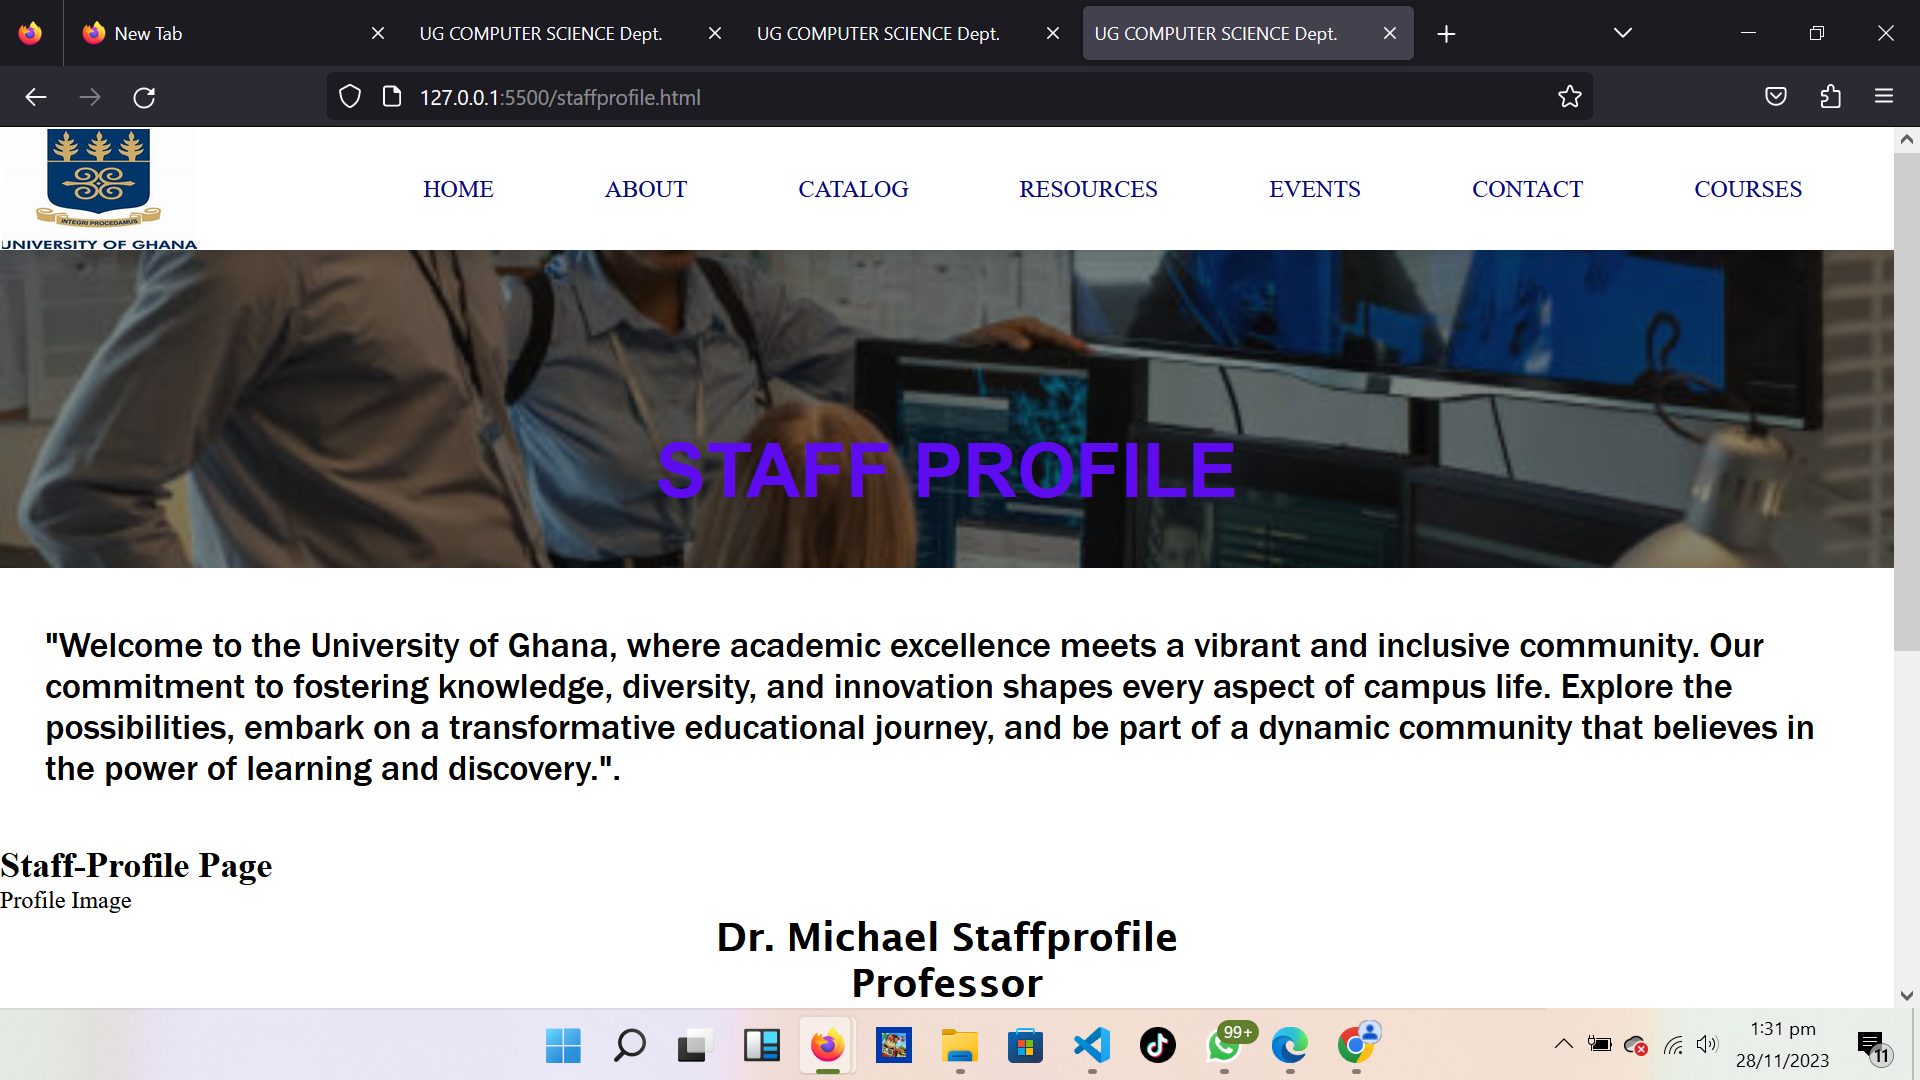 New Tab
UG COMPUTER SCIENCE Dept.
UG COMPUTER SCIENCE Dept.
UG COMPUTER SCIENCE Dept.
127.0.0.1:5500/staffprofile.html
INTEGRI PROCEDAMUS
UNIVERSITY OF GHANA
HOME
ABOUT
CATALOG
RESOURCES
EVENTS
CONTACT
COURSES
STAFF PROFILE
"Welcome to the University of Ghana, where academic excellence meets a vibrant and inclusive community. Our
commitment to fostering knowledge, diversity, and innovation shapes every aspect of campus life. Explore the
possibilities, embark on a transformative educational journey, and be part of a dynamic community that believes in
the power of learning and discovery.".
Staff-Profile Page
Profile Image
Dr. Michael Staffprofile
Professor
99+
1:31 pm
28/11/2023
11